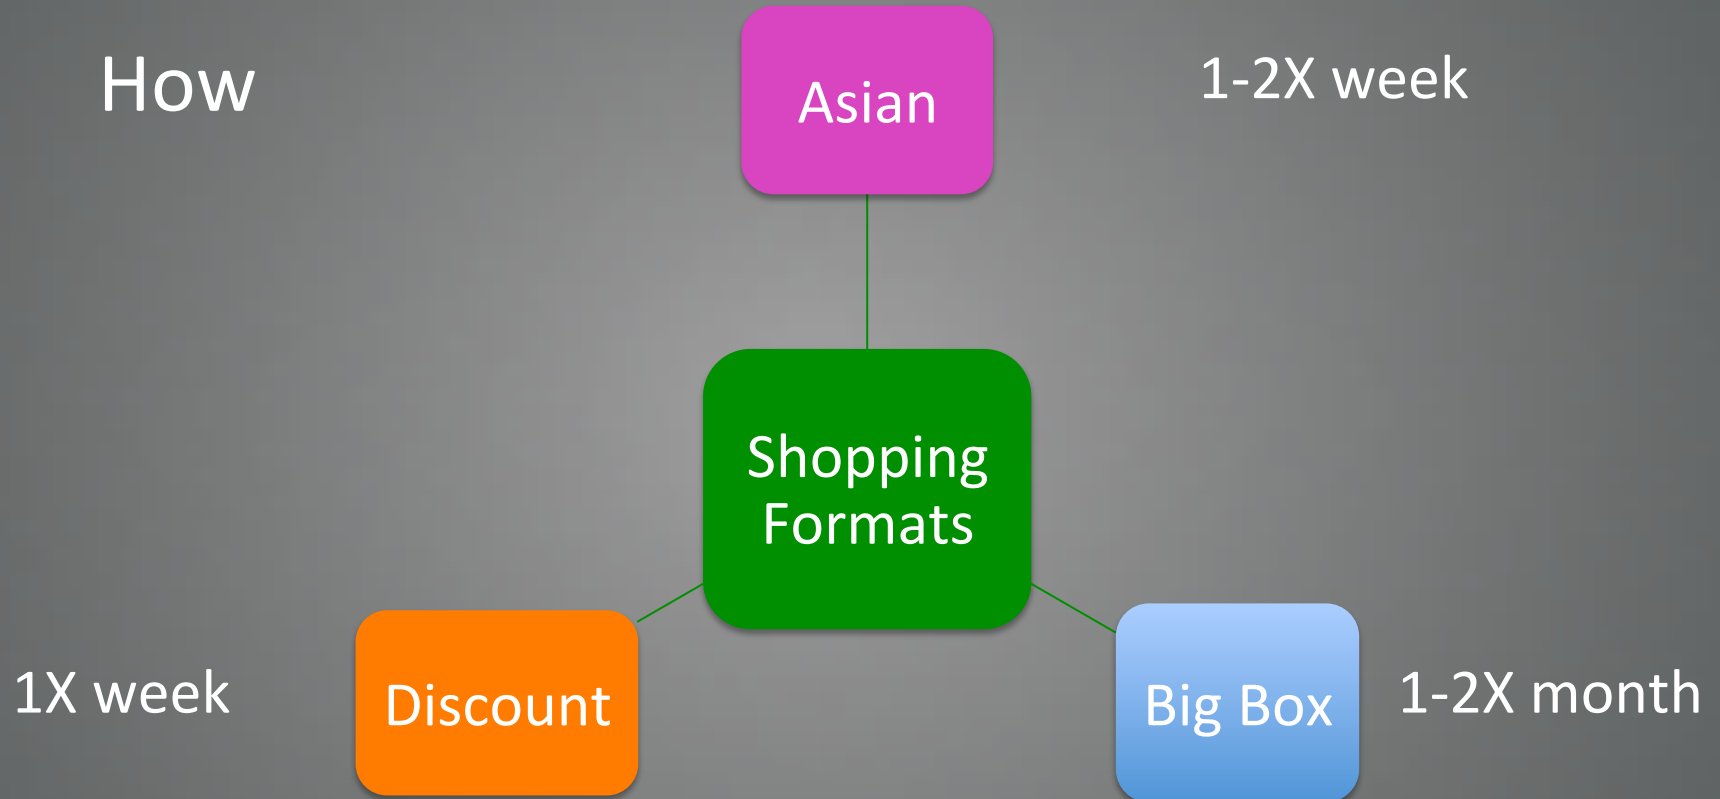 How
Asian
1-2X week
Shopping
Formats
1X week
Discount
Big Box
1-2X month